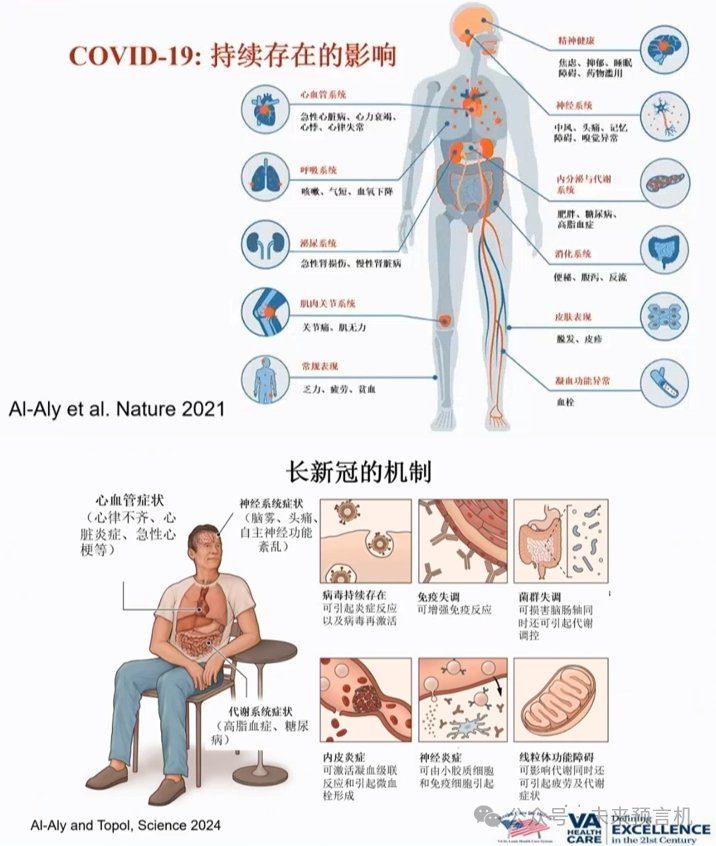 COVID-19: 持续存在的影响
心血管系统
急性心脏病、心力衰竭、
心悸、心律失常
呼吸系统
咳嗽、气短、血氧下降
泌尿系统
急性肾损伤、慢性肾脏病
肌肉关节系统
关节痛、肌无力
常规表现
乏力、疲劳、贫血
精神健康
焦虑、抑郁、睡眠
障碍、药物滥用
神经系统
中风、头痛、记忆
障碍、嗅觉异常
内分泌与代谢
系统
肥胖、糖尿病、
高脂血症
消化系统
便秘、腹泻、反流
皮肤表现
脱发、皮疹
凝血功能异常
血栓
Al-Aly et al. Nature 2021
长新冠的机制
心血管症状
（心律不齐、心
脏炎症、急性心
梗等）
神经系统症状
（脑雾、头痛、
自主神经功能
紊乱）
代谢系统症状
（高脂血症、糖尿
病）
病毒持续存在
可引起炎症反应
以及病毒再激活
免疫失调
可增强免疫反应
菌群失调
可损害脑肠轴同
时还可引起代谢
调控
内皮炎症
可激活凝血级联
反应和引起微血
栓形成
神经炎症
可由小胶质细胞
和免疫细胞引起
线粒体功能障碍
可影响代谢同时还
可引起疲劳及代谢
症状
Al-Aly and Topol, Science 2024
公众号：未来预言机
VA
HEALTH
CARE
Defining
EXCELLENCE
in the 21st Century